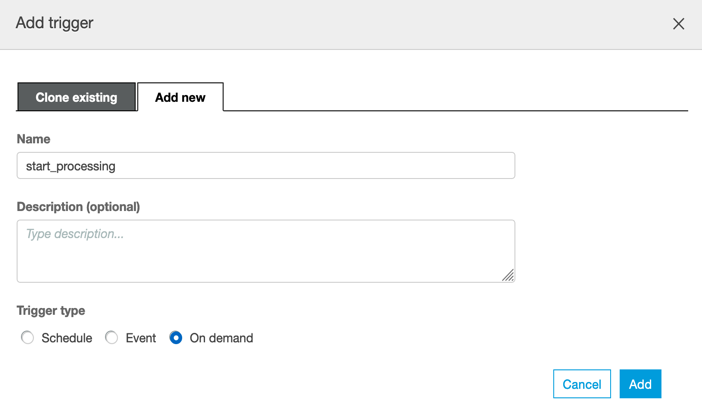 Add trigger
Clone existing
Add new
Name
start_processing
Description (optional)
Type description...
Trigger type
Schedule Event On demand
Cancel Add